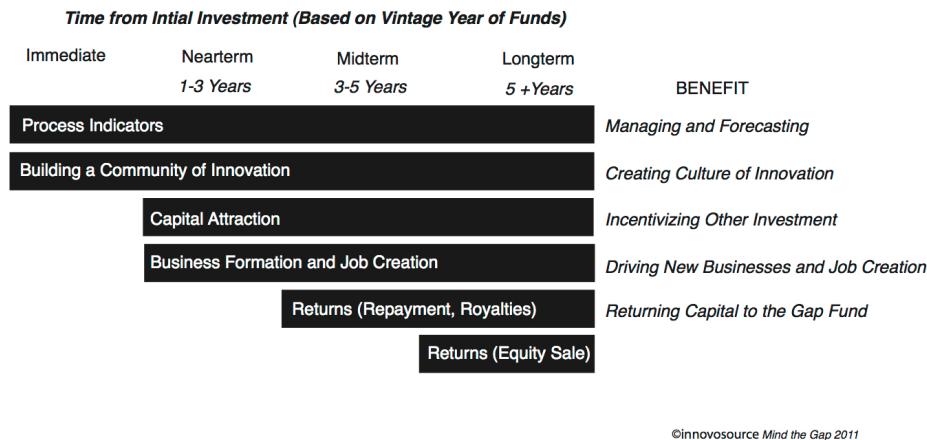 Time from Intial Investment (Based on Vintage Year of Funds)
Immediate
Nearterm
1-3 Years
Midterm
3-5 Years
Longterm
5 +Years
BENEFIT
Process Indicators
Managing and Forecasting
Building a Community of Innovation
Creating Culture of Innovation
Capital Attraction
Incentivizing Other Investment
Business Formation and Job Creation
Driving New Businesses and Job Creation
Returns (Repayment, Royalties)
Returning Capital to the Gap Fund
Returns (Equity Sale)
©innovosource Mind the Gap 2011